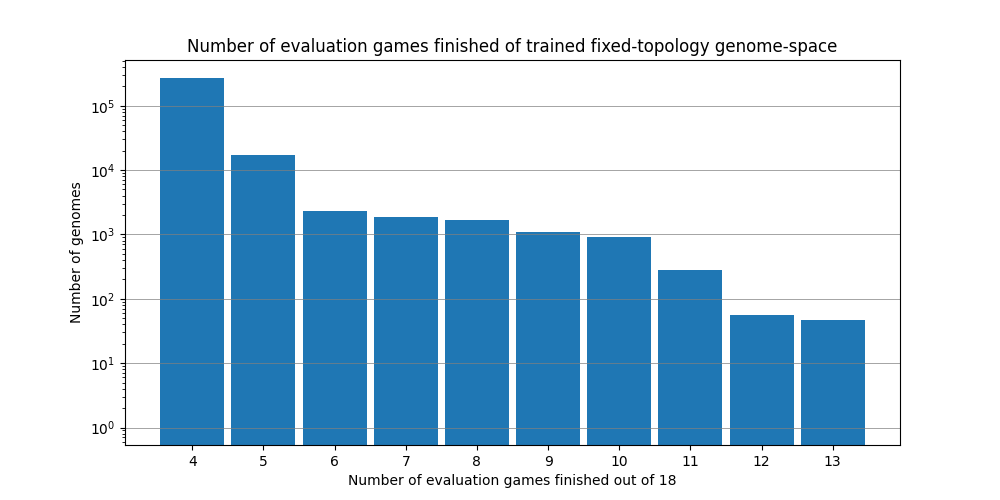 Number of evaluation games finished of trained fixed-topology genome-space
Number of genomes
10⁵
10⁴
10³
10²
10¹
10⁰
4 5 6 7 8 9 10 11 12 13
Number of evaluation games finished out of 18